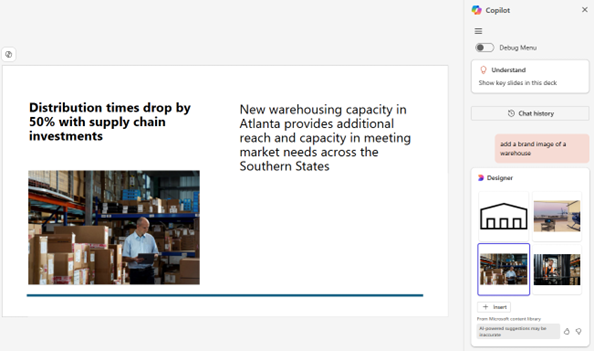 Copilot
Debug Menu
Understand
Show key slides in this deck
Chat history
add a brand image of a
warehouse
Designer
Insert
From Microsoft content library
AI-powered suggestions may be
inaccurate
Distribution times drop by
50% with supply chain
investments
New warehousing capacity in
Atlanta provides additional
reach and capacity in meeting
market needs across the
Southern States